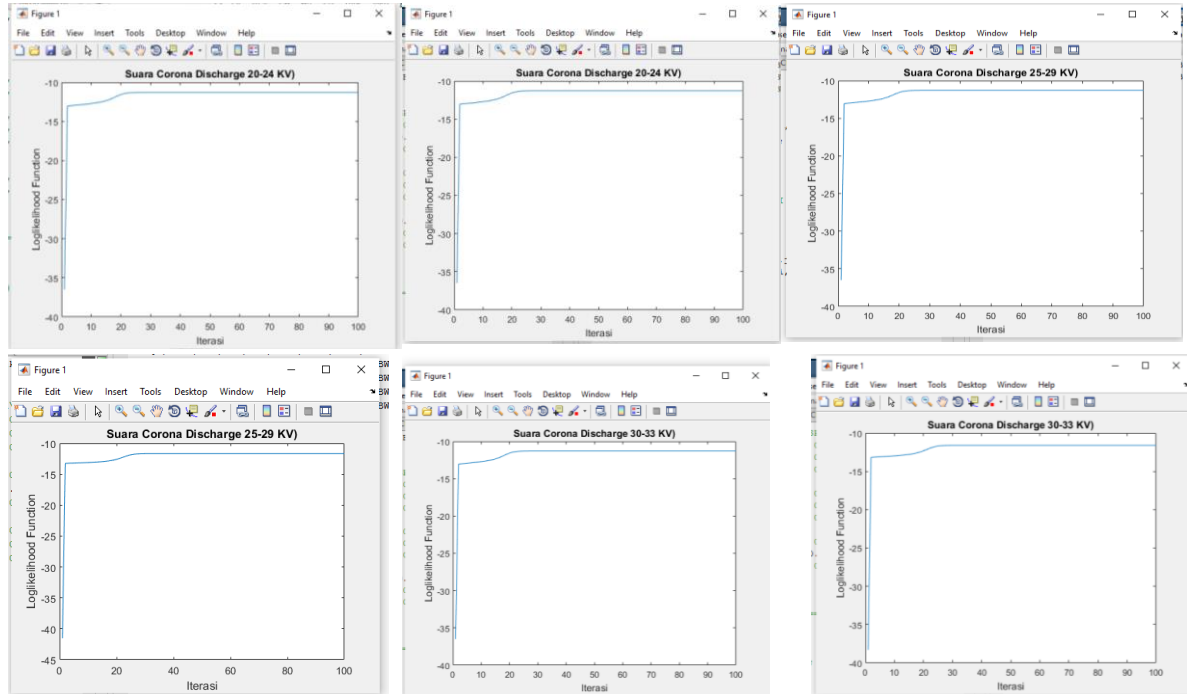 Figure 1
File Edit View Insert Tools Desktop Window Help
Suara Corona Discharge 20-24 KV)
-10
-15
-20
-25
-30
-35
-40
Loglikelihood Function
0 10 20 30 40 50 60 70 80 90 100
Iterasi
Figure 1
File Edit View Insert Tools Desktop Window Help
Suara Corona Discharge 20-24 KV)
-10
-15
-20
-25
-30
-35
-40
Loglikelihood Function
0 10 20 30 40 50 60 70 80 90 100
Iterasi
Figure 1
File Edit View Insert Tools Desktop Window Help
Suara Corona Discharge 25-29 KV)
-10
-15
-20
-25
-30
-35
-40
Loglikelihood Function
0 10 20 30 40 50 60 70 80 90 100
Iterasi
Figure 1
File Edit View Insert Tools Desktop Window Help
Suara Corona Discharge 25-29 KV)
-10
-15
-20
-25
-30
-35
-40
-45
Loglikelihood Function
0 20 40 60 80 100
Iterasi
Figure 1
File Edit View Insert Tools Desktop Window Help
Suara Corona Discharge 30-33 KV)
-10
-15
-20
-25
-30
-35
-40
Loglikelihood Function
0 10 20 30 40 50 60 70 80 90 100
Iterasi
Figure 1
File Edit View Insert Tools Desktop Window Help
Suara Corona Discharge 30-33 KV)
-10
-15
-20
-25
-30
-35
-40
Loglikelihood Function
0 10 20 30 40 50 60 70 80 90 100
Iterasi